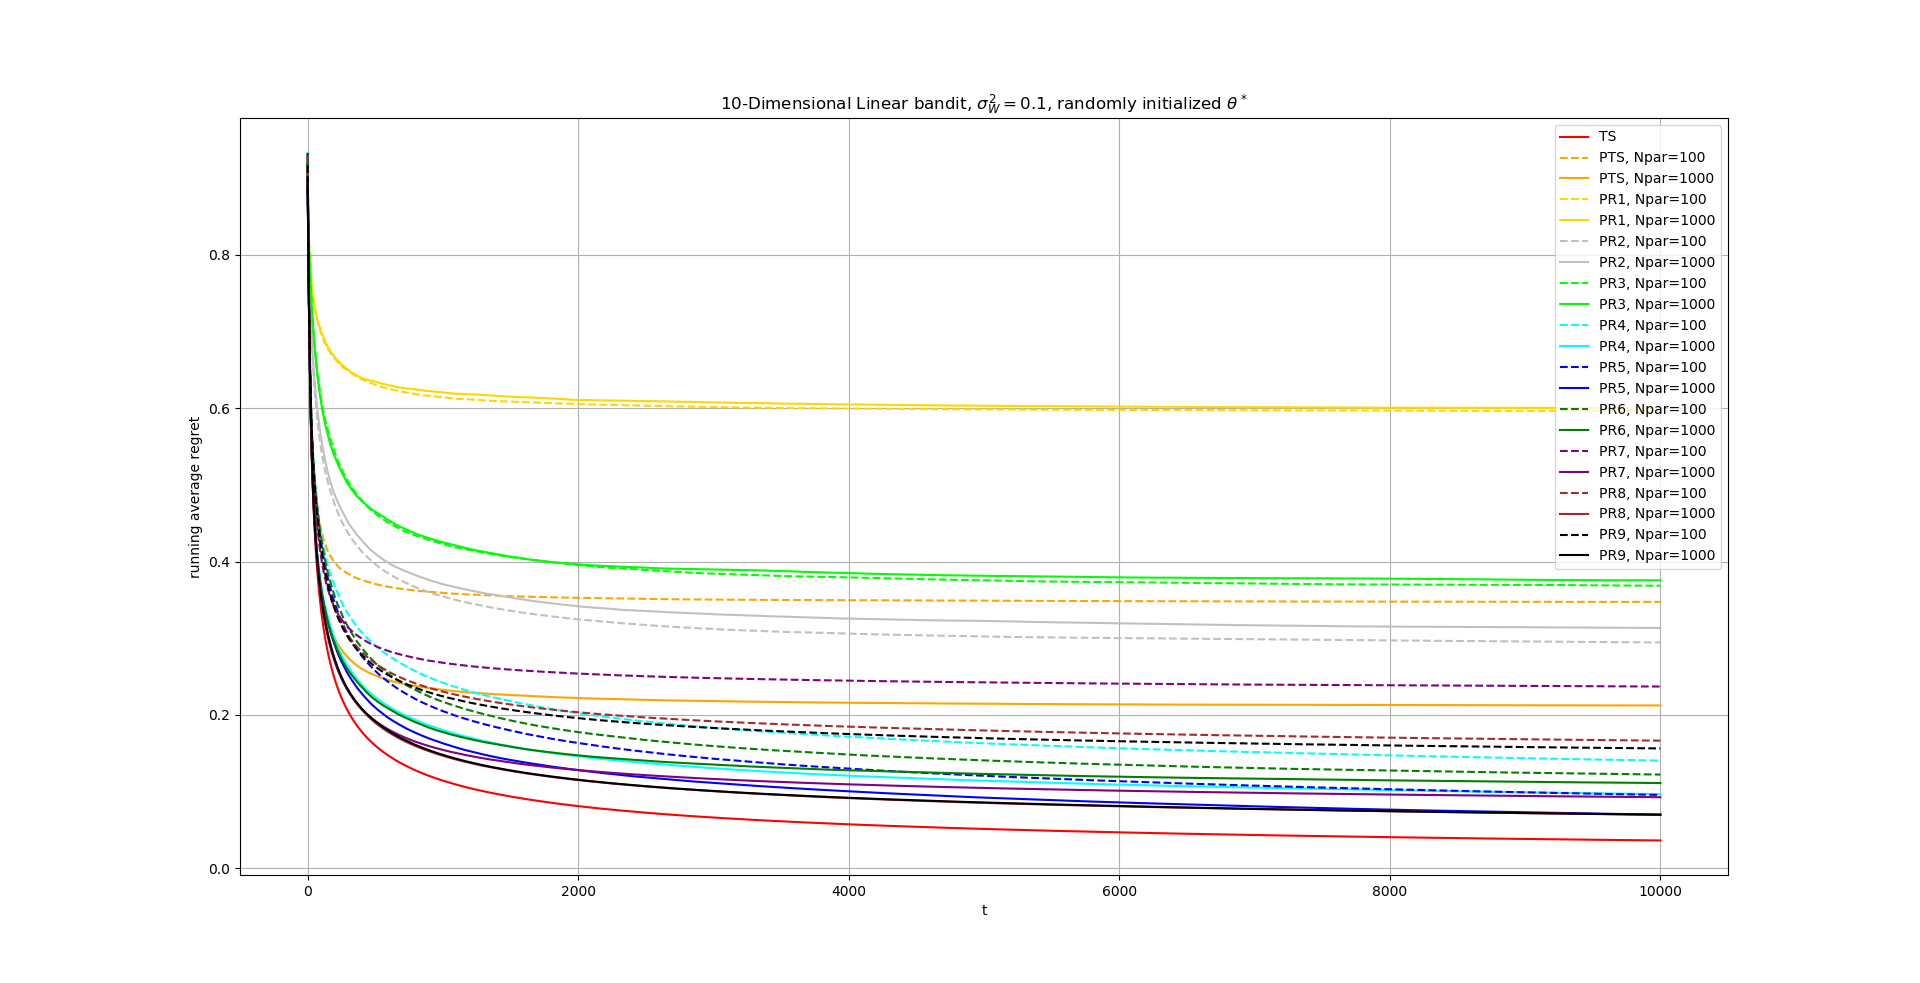 10-Dimensional Linear bandit, $\sigma_W^2 = 0.1$, randomly initialized $\theta^*$
running average regret
0.8
0.6
0.4
0.2
0.0
0
2000
4000
6000
8000
10000
t
TS
PTS, Npar=100
PTS, Npar=1000
PR1, Npar=100
PR1, Npar=1000
PR2, Npar=100
PR2, Npar=1000
PR3, Npar=100
PR3, Npar=1000
PR4, Npar=100
PR4, Npar=1000
PR5, Npar=100
PR5, Npar=1000
PR6, Npar=100
PR6, Npar=1000
PR7, Npar=100
PR7, Npar=1000
PR8, Npar=100
PR8, Npar=1000
PR9, Npar=100
PR9, Npar=1000